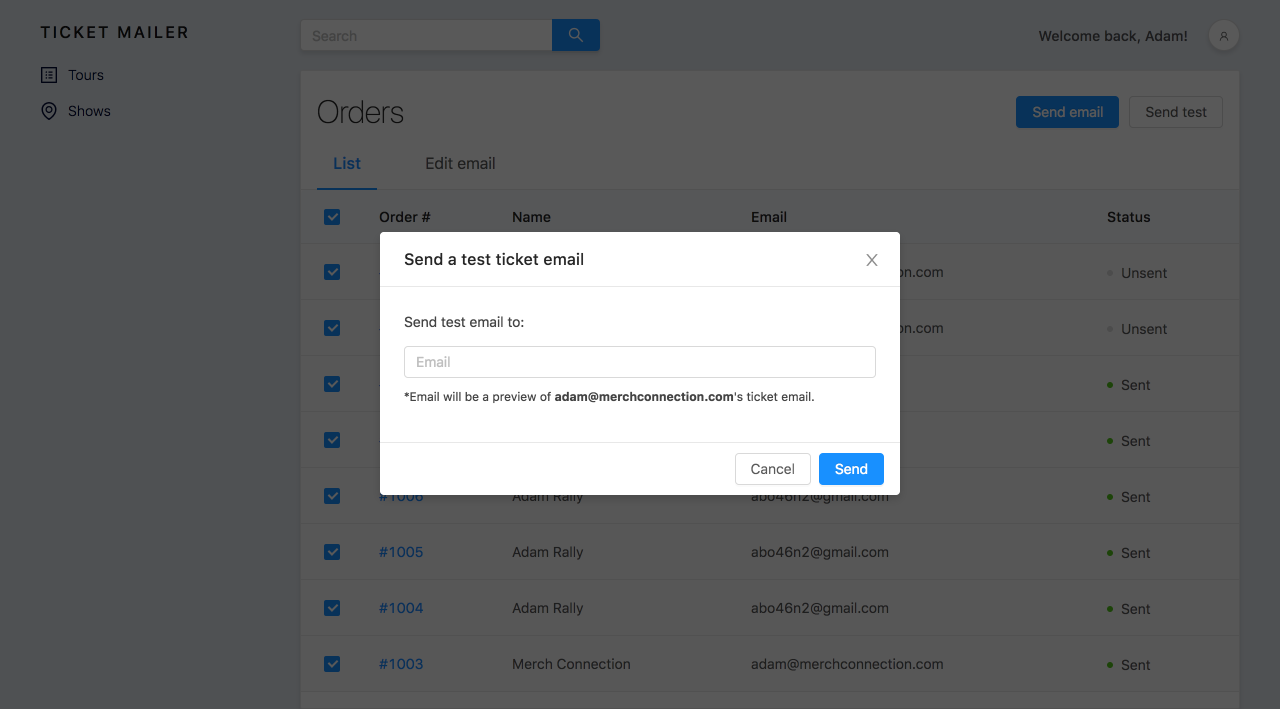 TICKET MAILER
Search
Welcome back, Adam!
Tours
Shows
Orders
Send email
Send test
List
Edit email
Order # Name Email Status
on.com Unsent
on.com Unsent
Sent
Sent
Send a test ticket email
Send test email to:
Email
*Email will be a preview of adam@merchconnection.com's ticket email.
Cancel
Send
#1006 Adam Rally abo46n2@gmail.com Sent
#1005 Adam Rally abo46n2@gmail.com Sent
#1004 Adam Rally abo46n2@gmail.com Sent
#1003 Merch Connection adam@merchconnection.com Sent